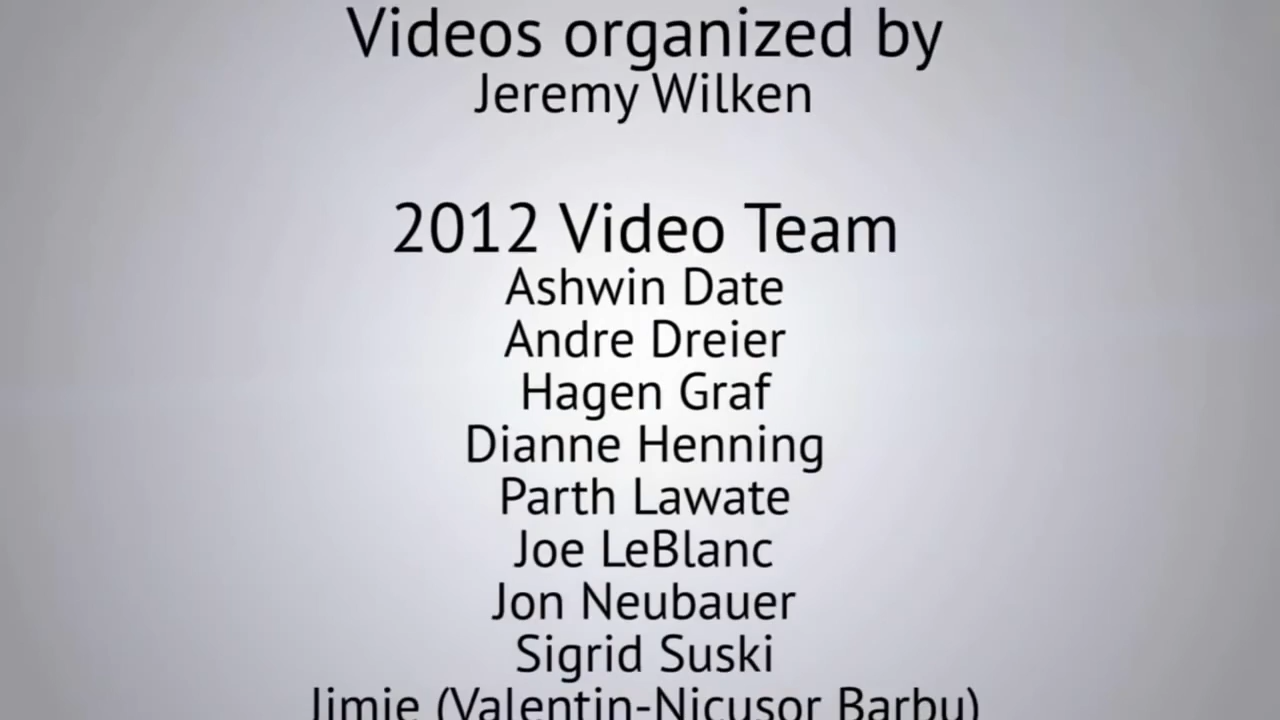 Videos organized by
Jeremy Wilken
2012 Video Team
Ashwin Date
Andre Dreier
Hagen Graf
Dianne Henning
Parth Lawate
Joe LeBlanc
Jon Neubauer
Sigrid Suski
Jimie (Valentin-Nicusor Barbu)